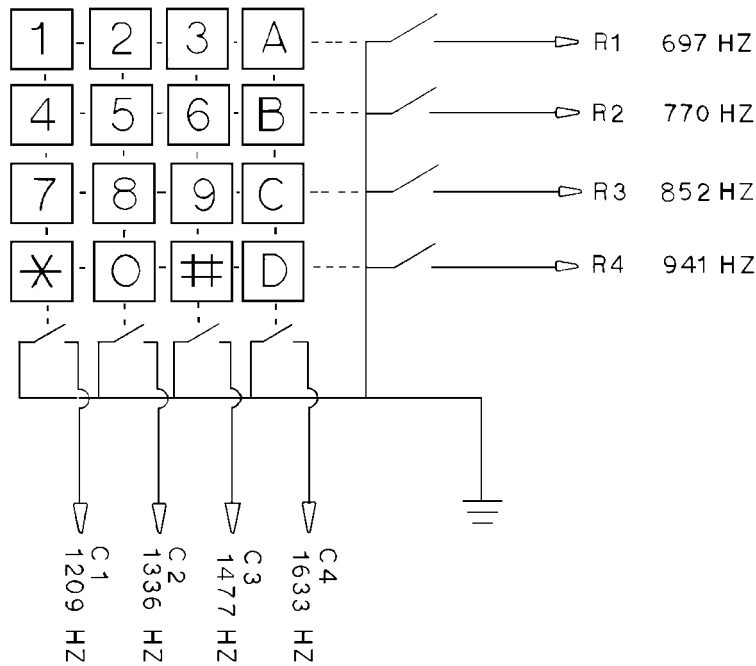 1 2 3 A R1 697 HZ
4 5 6 B R2 770 HZ
7 8 9 C R3 852 HZ
* 0 # D R4 941 HZ
C1
1209 HZ
C2
1336 HZ
C3
1477 HZ
C4
1633 HZ